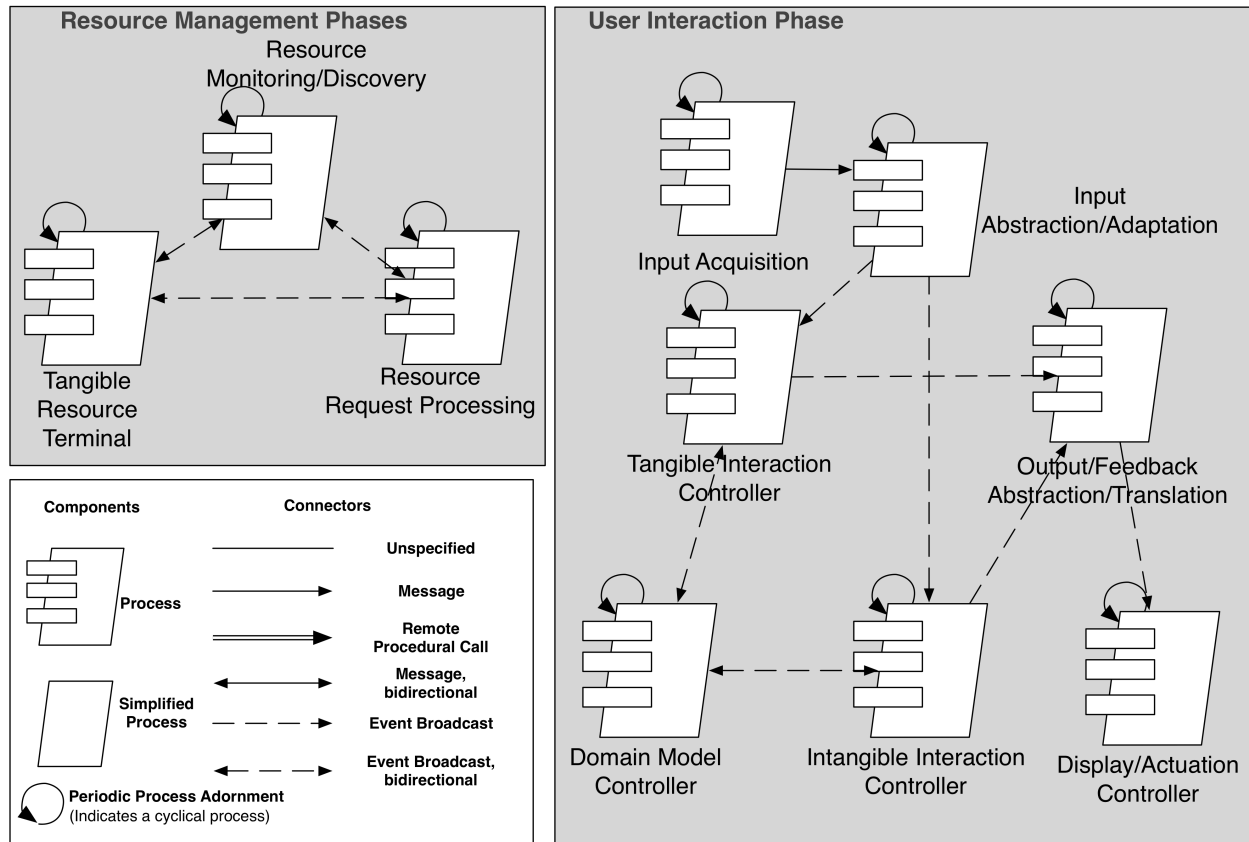 Resource Management Phases
Resource
Monitoring/Discovery
Tangible
Resource
Terminal
Resource
Request Processing
User Interaction Phase
Input Acquisition
Input
Abstraction/Adaptation
Tangible Interaction
Controller
Output/Feedback
Abstraction/Translation
Domain Model
Controller
Intangible Interaction
Controller
Display/Actuation
Controller
Components
Connectors
Process
Simplified
Process
Periodic Process Adornment
(Indicates a cyclical process)
Unspecified
Message
Remote
Procedural Call
Message,
bidirectional
Event Broadcast
Event Broadcast,
bidirectional